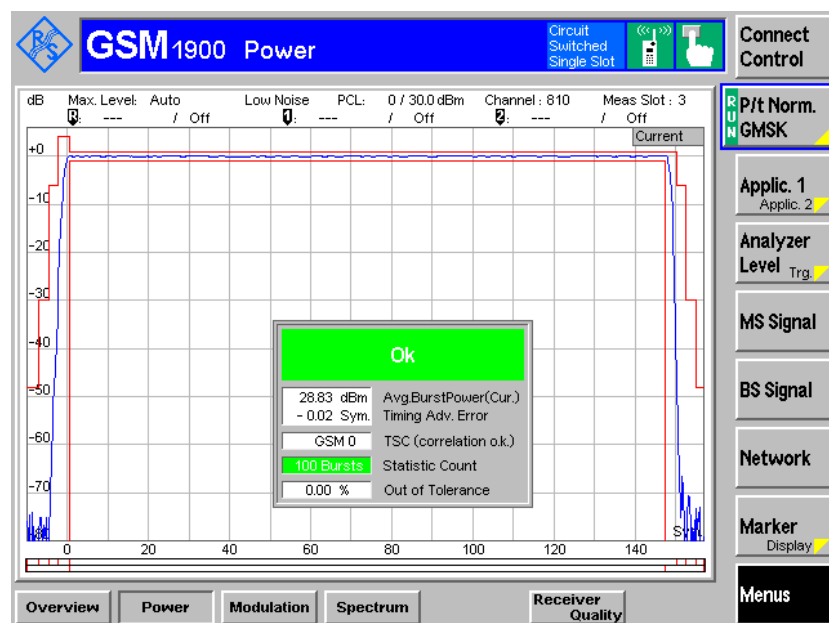 R&S GSM 1900 Power
Circuit Switched Single Slot
Connect Control
dB Max. Level: Auto Low Noise PCL: 0 / 30.0 dBm Channel : 810 Meas Slot : 3
R: --- / Off 1: --- / Off 2: --- / Off
Current
+0
-10
-20
-30
-40
-50
-60
-70
0 20 40 60 80 100 120 140
Ok
28.83 dBm Avg.BurstPower(Cur.)
- 0.02 Sym. Timing Adv. Error
GSM 0 TSC (correlation o.k.)
100 Bursts Statistic Count
0.00 % Out of Tolerance
RUN
P/t Norm.
GMSK
Applic. 1
Applic. 2
Analyzer
Level Trg.
MS Signal
BS Signal
Network
Marker
Display
Menus
Overview Power Modulation Spectrum Receiver Quality